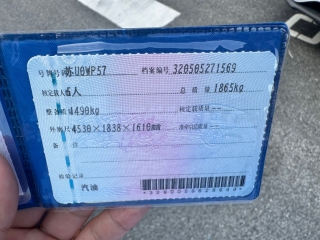 号牌号码 苏U0WP57 档案编号 320505271569
核定载人数 5人 总质量 1865kg
整备质量 1490kg 核定载质量 --
外廓尺寸 4530×1838×1610mm 准牵引总质量 --
备注
检验记录
汽油